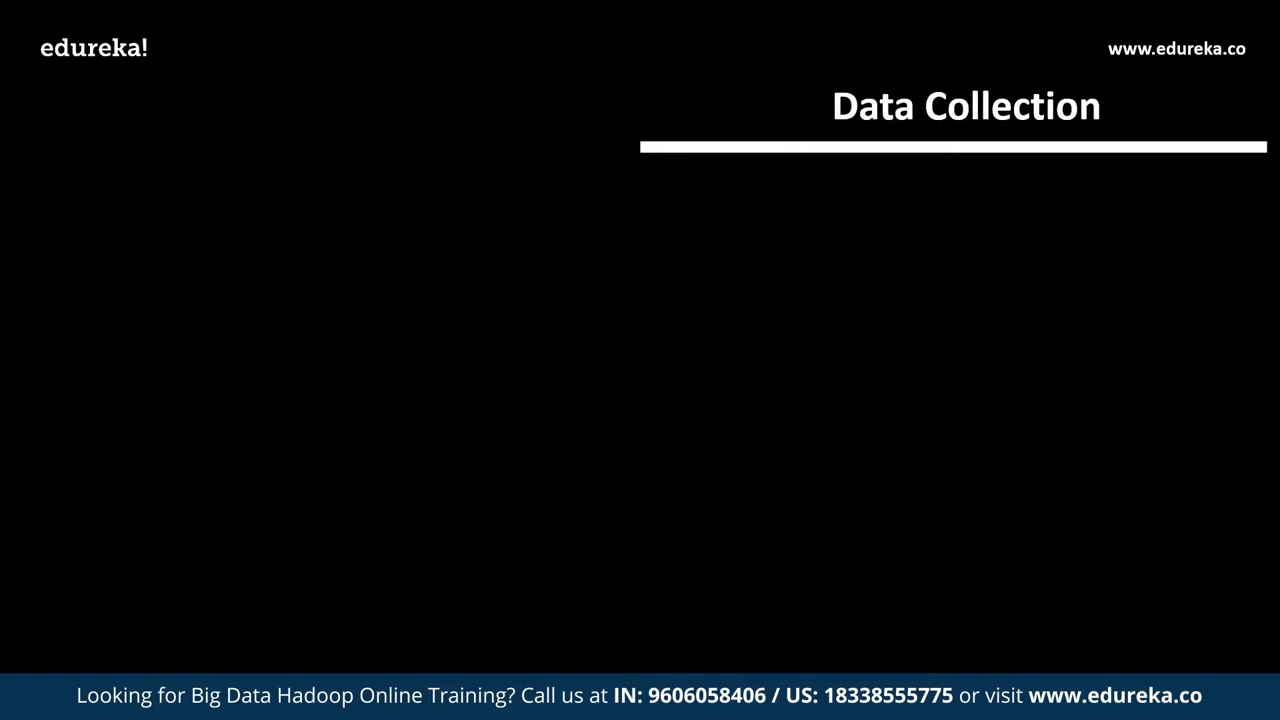 edureka!
www.edureka.co
Data Collection
Looking for Big Data Hadoop Online Training? Call us at IN: 9606058406 / US: 18338555775 or visit www.edureka.co